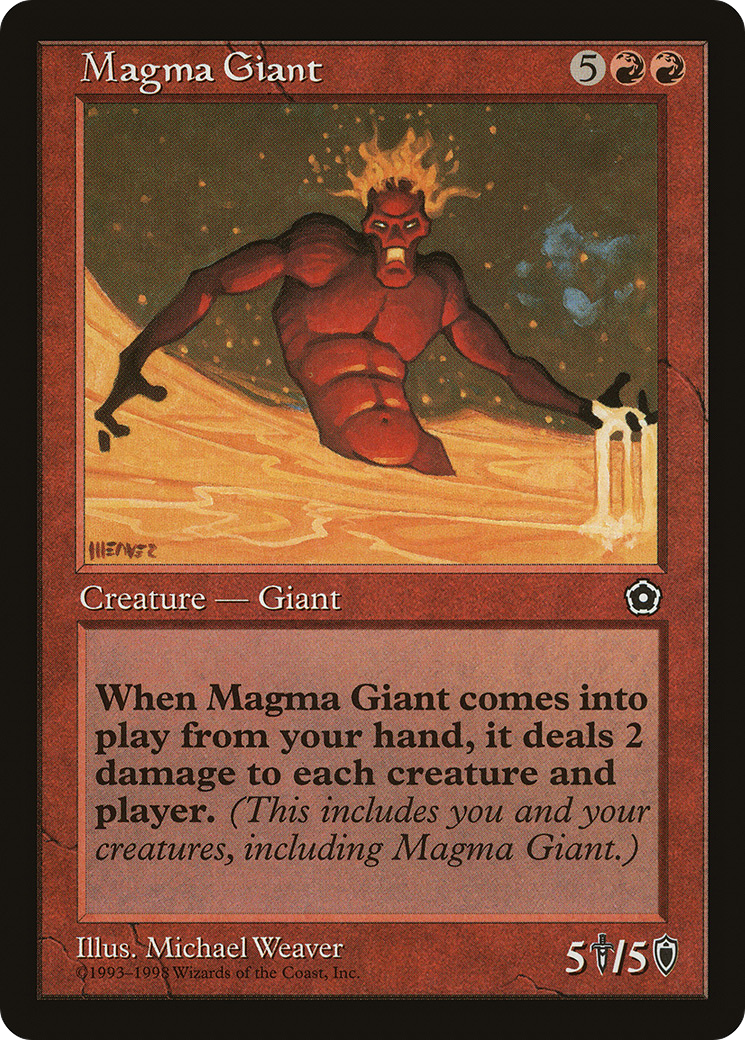 Magma Giant 5
WEAVER
Creature — Giant
When Magma Giant comes into
play from your hand, it deals 2
damage to each creature and
player. (This includes you and your
creatures, including Magma Giant.)
Illus. Michael Weaver
©1993–1998 Wizards of the Coast, Inc.
5/5